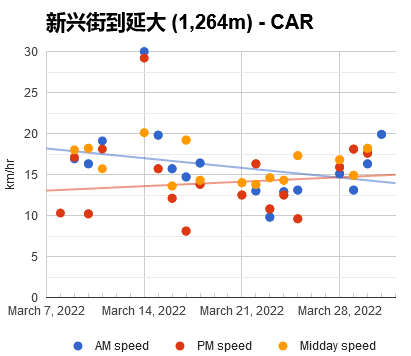 新兴街到延大 (1,264m) - CAR
km/hr
30
25
20
15
10
5
0
March 7, 2022 March 14, 2022 March 21, 2022 March 28, 2022
AM speed PM speed Midday speed